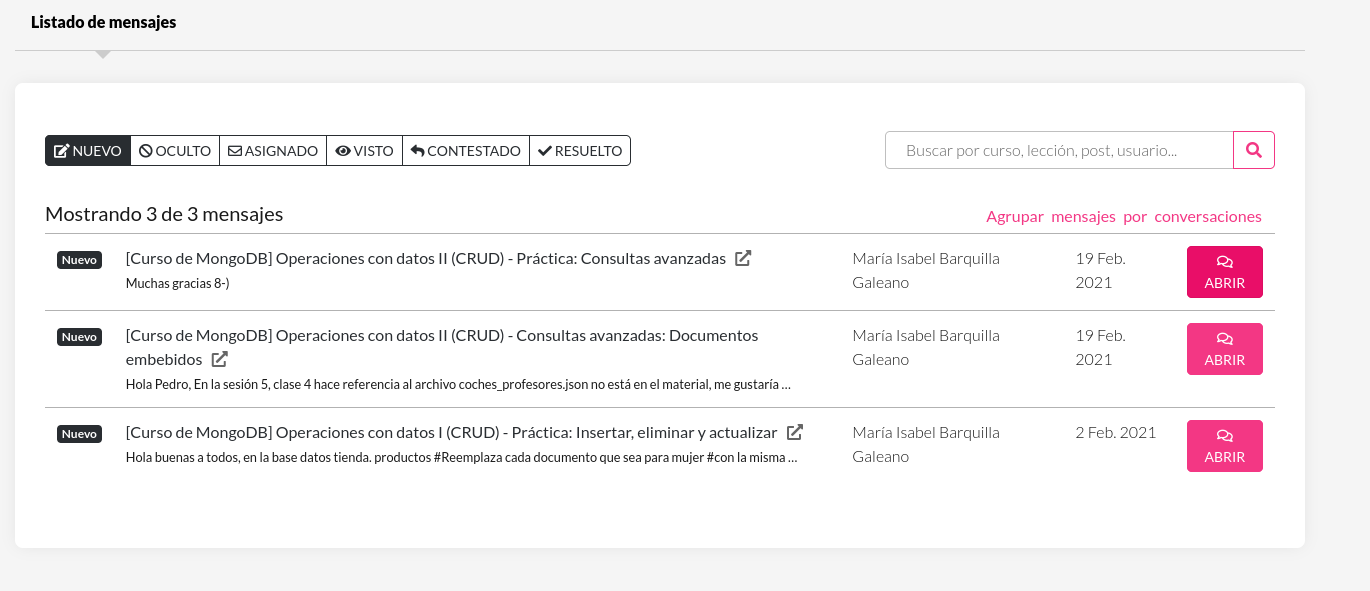 Listado de mensajes
NUEVO OCULTO ASIGNADO VISTO CONTESTADO RESUELTO
Buscar por curso, lección, post, usuario...
Mostrando 3 de 3 mensajes
Agrupar mensajes por conversaciones
Nuevo [Curso de MongoDB] Operaciones con datos II (CRUD) - Práctica: Consultas avanzadas
Muchas gracias 8-)
María Isabel Barquilla
Galeano
19 Feb.
2021
ABRIR
Nuevo [Curso de MongoDB] Operaciones con datos II (CRUD) - Consultas avanzadas: Documentos
embebidos
Hola Pedro, En la sesión 5, clase 4 hace referencia al archivo coches_profesores.json no está en el material, me gustaría ...
María Isabel Barquilla
Galeano
19 Feb.
2021
ABRIR
Nuevo [Curso de MongoDB] Operaciones con datos I (CRUD) - Práctica: Insertar, eliminar y actualizar
Hola buenas a todos, en la base datos tienda. productos #Reemplaza cada documento que sea para mujer #con la misma ...
María Isabel Barquilla
Galeano
2 Feb. 2021
ABRIR